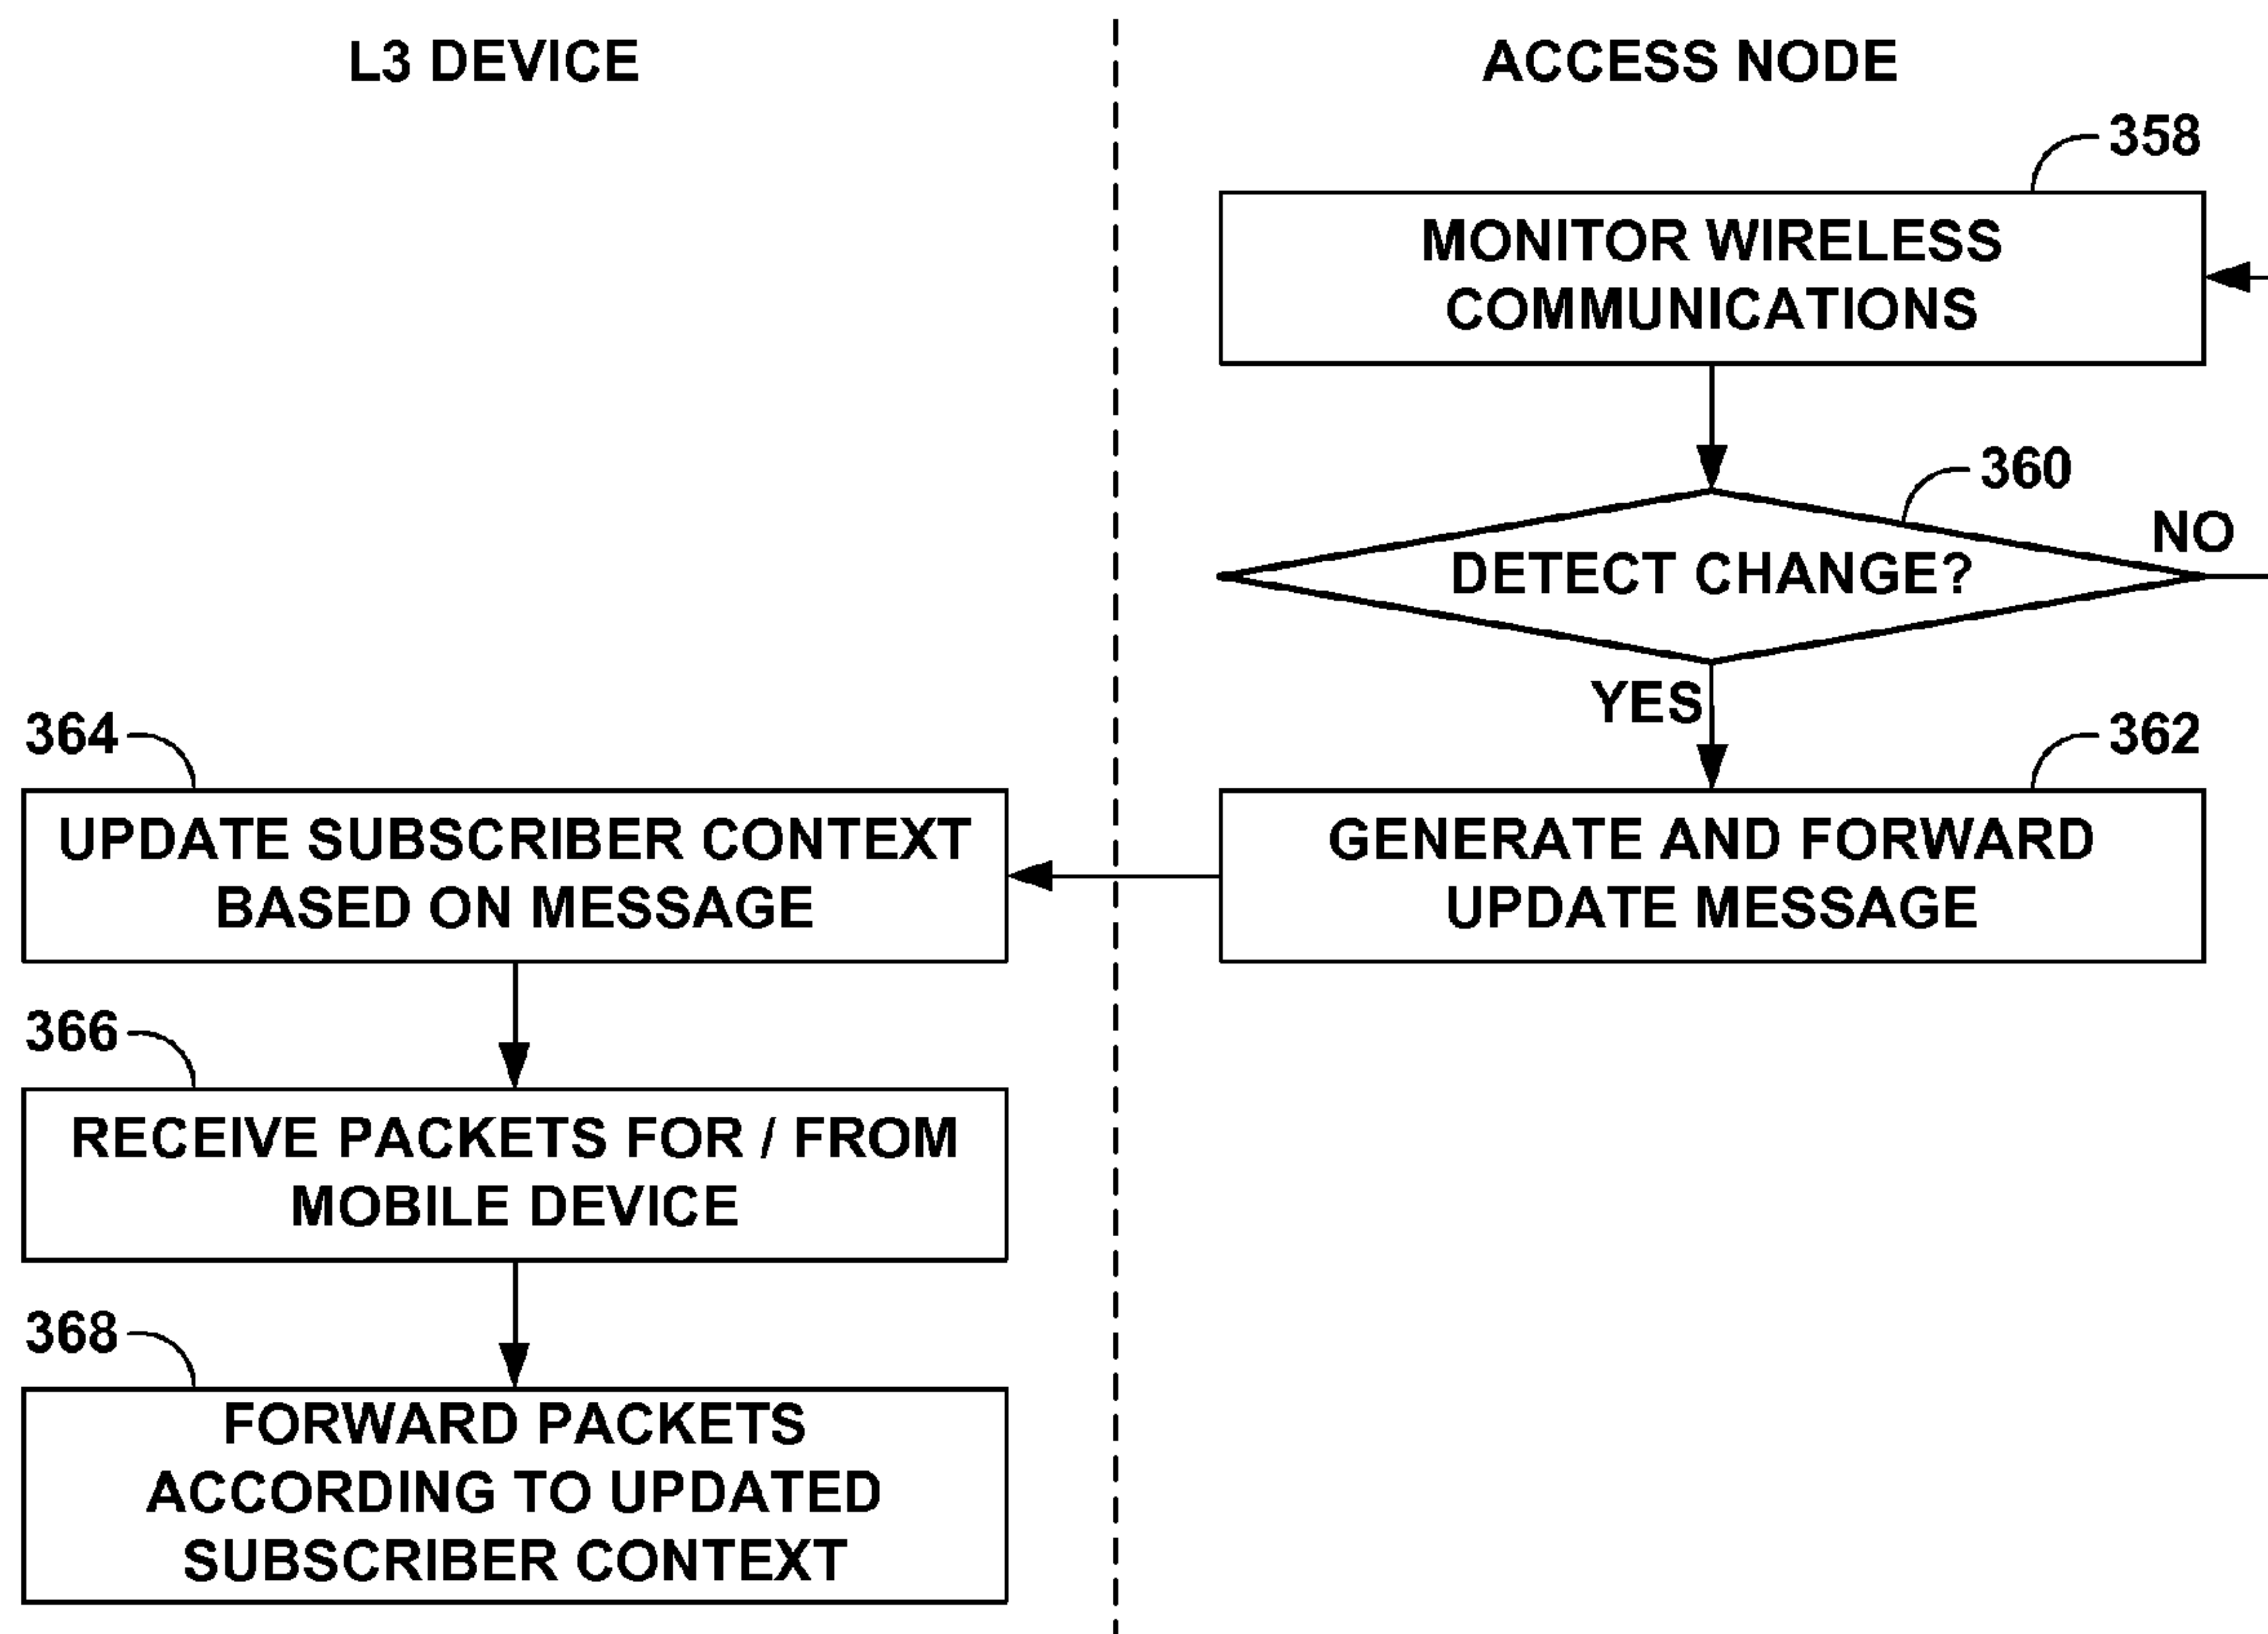 L3 DEVICE
ACCESS NODE
358
MONITOR WIRELESS
COMMUNICATIONS
360
DETECT CHANGE?
NO
YES
362
GENERATE AND FORWARD
UPDATE MESSAGE
364
UPDATE SUBSCRIBER CONTEXT
BASED ON MESSAGE
366
RECEIVE PACKETS FOR / FROM
MOBILE DEVICE
368
FORWARD PACKETS
ACCORDING TO UPDATED
SUBSCRIBER CONTEXT